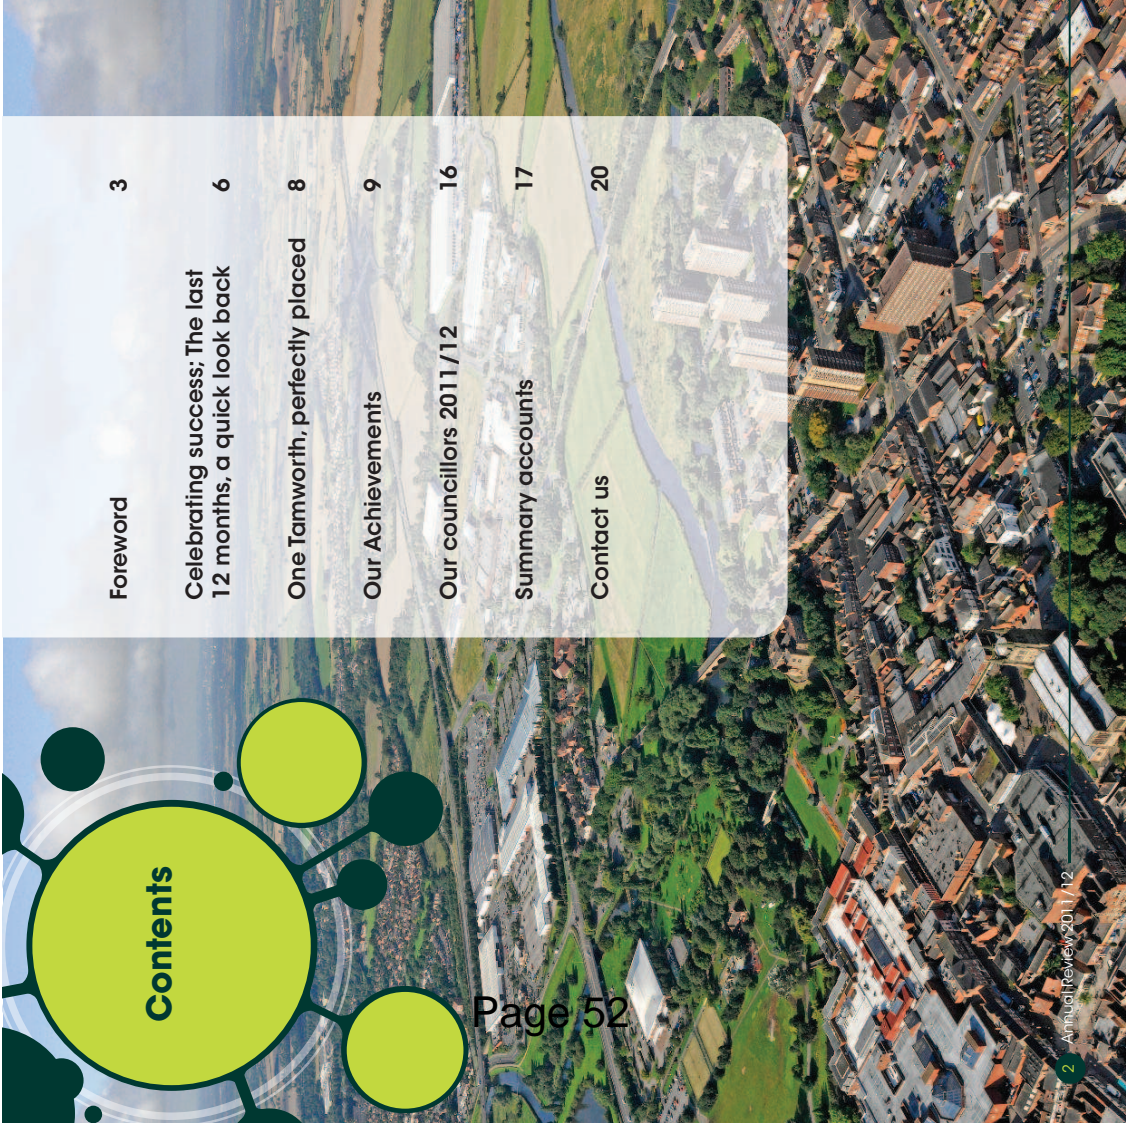 Contents
Foreword 3
Celebrating success; The last
12 months, a quick look back 6
One Tamworth, perfectly placed 8
Our Achievements 9
Our councillors 2011/12 16
Summary accounts 17
Contact us 20
2 Annual Review 2011/12
Page 52